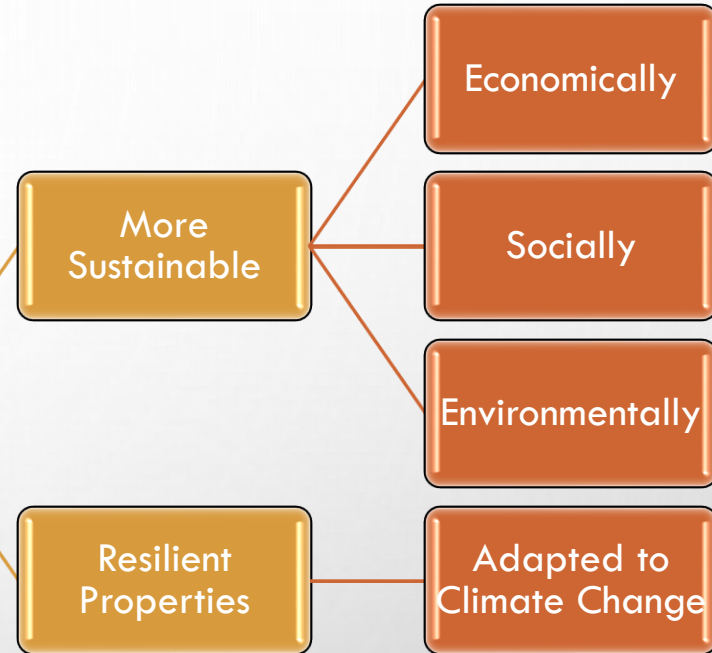 Economically
More
Sustainable
Socially
Environmentally
Resilient
Properties
Adapted to
Climate Change